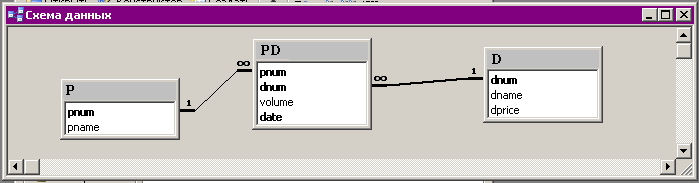 Схема данных
P
pnum
pname
1
∞
PD
pnum
dnum
volume
date
∞
1
D
dnum
dname
dprice